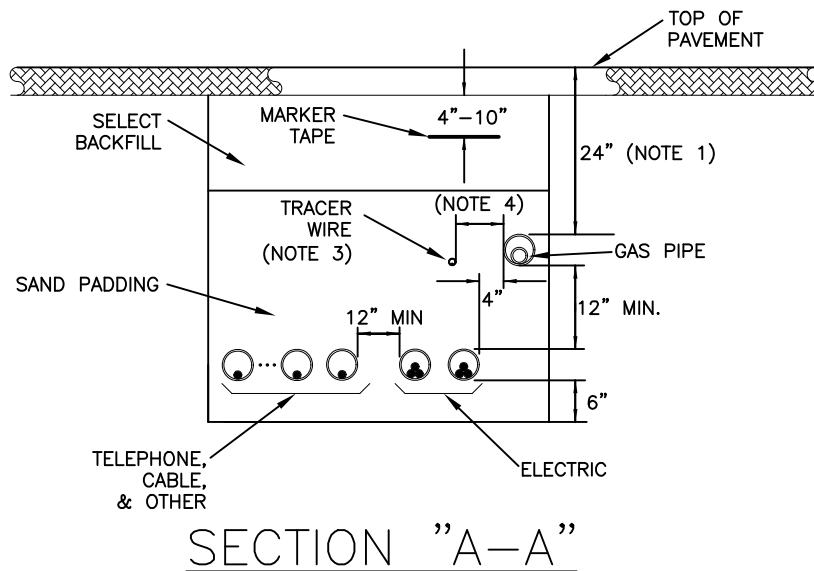 TOP OF
PAVEMENT
SELECT
BACKFILL
MARKER
TAPE
4"-10"
24" (NOTE 1)
TRACER
WIRE
(NOTE 3)
(NOTE 4)
GAS PIPE
SAND PADDING
4"
12" MIN.
12" MIN
6"
TELEPHONE,
CABLE,
& OTHER
ELECTRIC
SECTION "A-A"